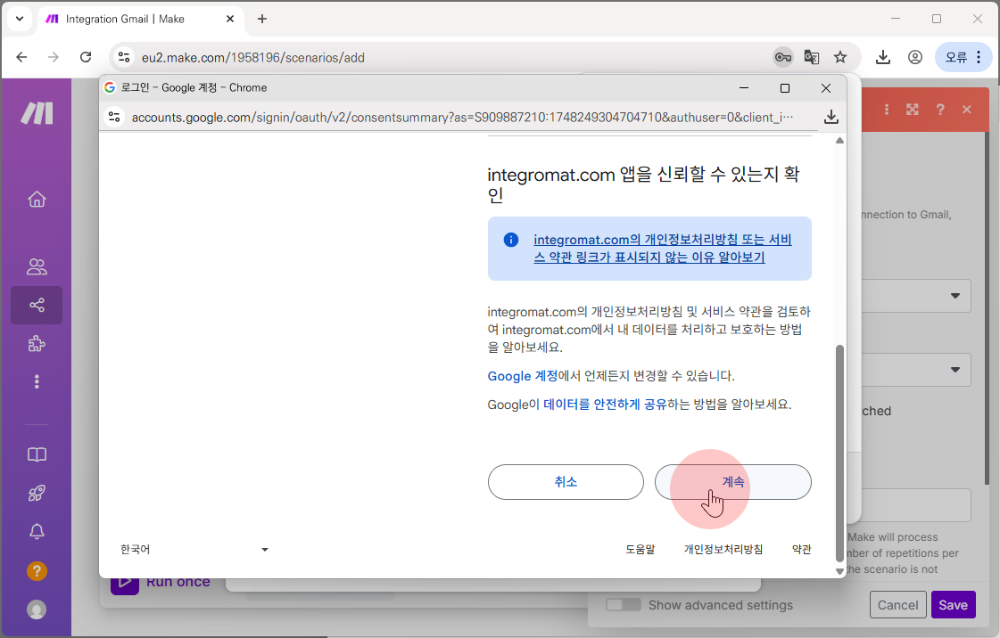 Integration Gmail | Make
eu2.make.com/1958196/scenarios/add
오류
로그인 - Google 계정 - Chrome
accounts.google.com/signin/oauth/v2/consentsummary?as=S909887210:1748249304704710&authuser=0&client_i···
integromat.com 앱을 신뢰할 수 있는지 확
인
integromat.com의 개인정보처리방침 또는 서비
스 약관 링크가 표시되지 않는 이유 알아보기
integromat.com의 개인정보처리방침 및 서비스 약관을 검토하
여 integromat.com에서 내 데이터를 처리하고 보호하는 방법
을 알아보세요.
Google 계정에서 언제든지 변경할 수 있습니다.
Google이 데이터를 안전하게 공유하는 방법을 알아보세요.
취소
계속
한국어
도움말
개인정보처리방침
약관
nnection to Gmail,
ched
Make will process
nber of repetitions per
he scenario is not
Run once
Show advanced settings
Cancel
Save